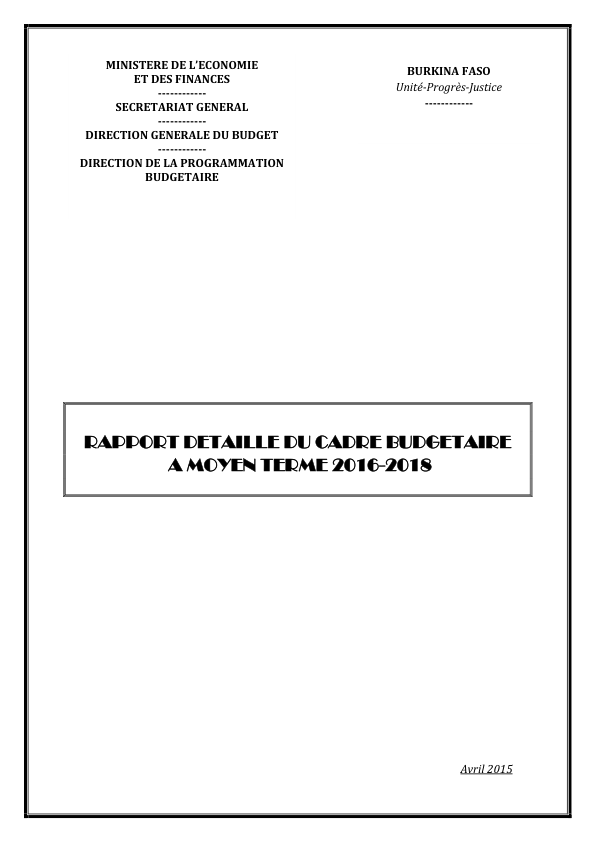 MINISTERE DE L'ECONOMIE
ET DES FINANCES
------------
SECRETARIAT GENERAL
------------
DIRECTION GENERALE DU BUDGET
------------
DIRECTION DE LA PROGRAMMATION
BUDGETAIRE
BURKINA FASO
Unité-Progrès-Justice
------------
RAPPORT DETAILLE DU CADRE BUDGETAIRE
A MOYEN TERME 2016-2018
Avril 2015